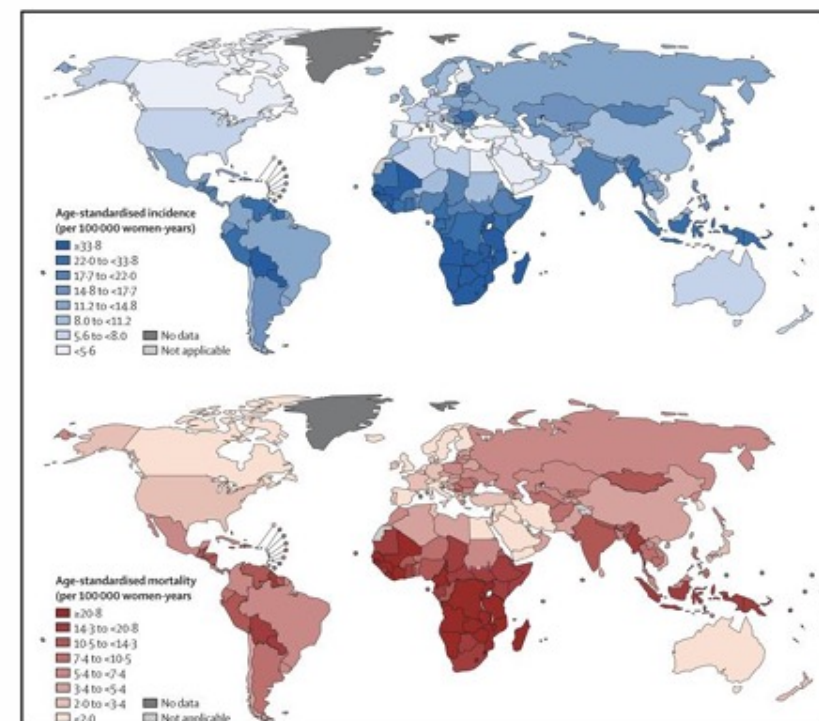 Age-standardised incidence
(per 100 000 women-years)
≥33·8
22·0 to <33·8
17·7 to <22·0
14·8 to <17·7
11.2 to <14.8
8.0 to <11.2
5.6 to <8.0
<5·6
No data
Not applicable
Age-standardised mortality
(per 100 000 women-years
≥20·8
14·3 to <20·8
10·5 to <14·3
7·4 to <10·5
5·4 to <7·4
3·4 to <5·4
2·0 to <3·4
<2.0
No data
Not applicable